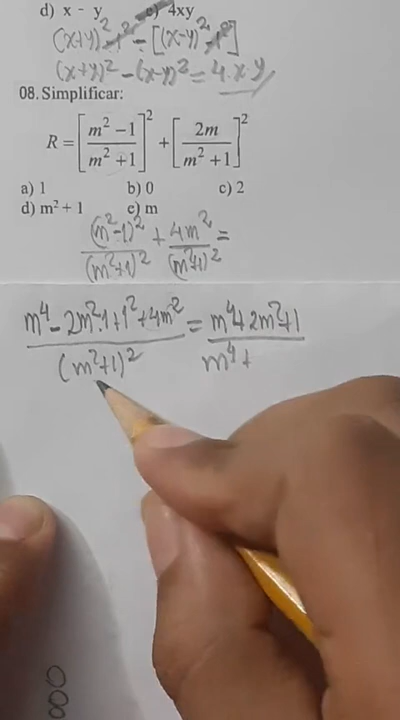 d) x - y e) 4xy
(x+y)² - 1² - [(x-y)² - 1²]
(x+y)² - (x-y)² = 4.x.y
08. Simplificar:
R = [m² - 1 / m² + 1]² + [2m / m² + 1]²
a) 1 b) 0 c) 2
d) m² + 1 e) m
(m²-1)² / (m²+1)² + 4m² / (m²+1)² =
m⁴ - 2m².1 + 1² + 4m² / (m²+1)² = m⁴ + 2m² + 1 / m⁴ +
008